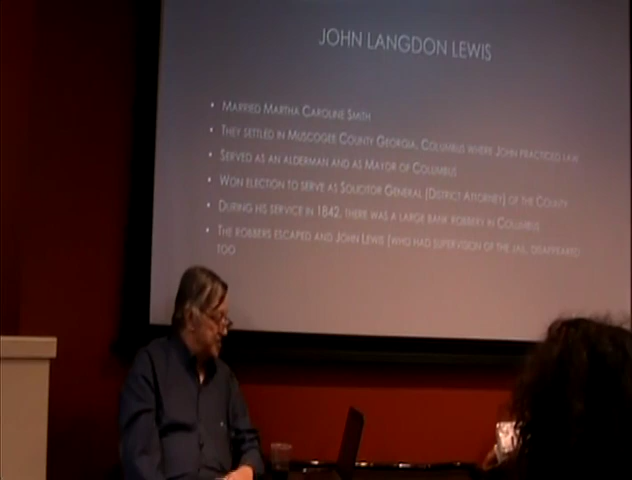 JOHN LANGDON LEWIS
• MARRIED MARTHA CAROLINE SMITH
• THEY SETTLED IN MUSCOGEE COUNTY GEORGIA, COLUMBUS WHERE JOHN PRACTICED LAW
• SERVED AS AN ALDERMAN AND AS MAYOR OF COLUMBUS
• WON ELECTION TO SERVE AS SOLICITOR GENERAL (DISTRICT ATTORNEY) OF THE COUNTY
• DURING HIS SERVICE IN 1842, THERE WAS A LARGE BANK ROBBERY IN COLUMBUS
• THE ROBBERS ESCAPED AND JOHN LEWIS (WHO HAD SUPERVISION OF THE JAIL, DISAPPEARED
TOO